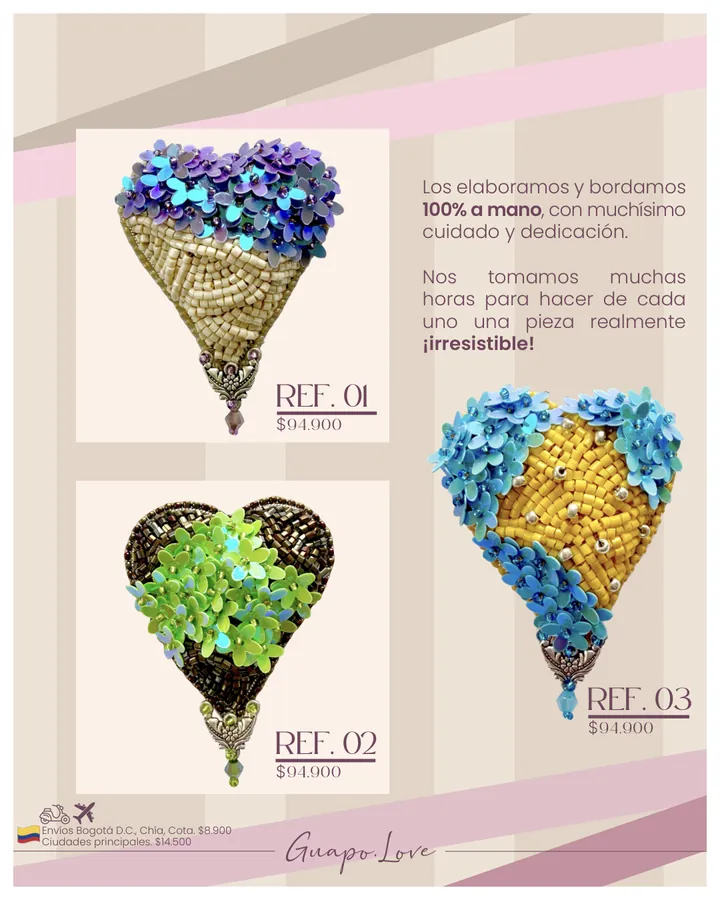 Los elaboramos y bordamos
100% a mano, con muchísimo
cuidado y dedicación.
Nos tomamos muchas
horas para hacer de cada
uno una pieza realmente
¡irresistible!
REF. 01
$94.900
REF. 02
$94.900
REF. 03
$94.900
Envíos Bogotá D.C., Chía, Cota. $8.900
Ciudades principales. $14.500
Guapo.Love